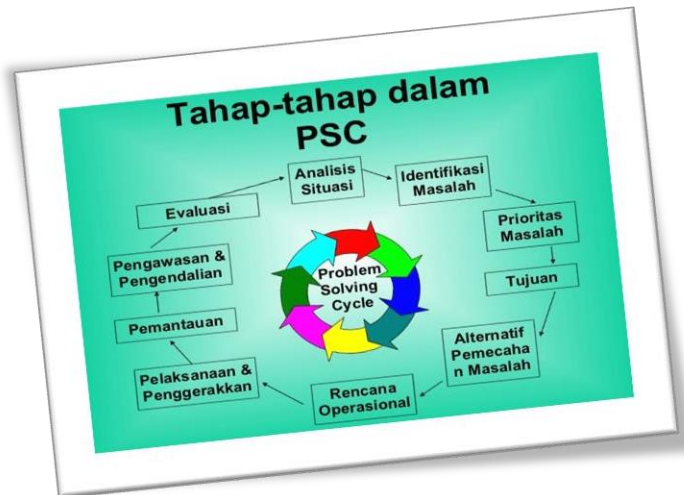 Tahap-tahap dalam
PSC
Analisis
Situasi
Identifikasi
Masalah
Prioritas
Masalah
Tujuan
Alternatif
Pemecaha
n Masalah
Rencana
Operasional
Pelaksanaan &
Penggerakkan
Pemantauan
Pengawasan &
Pengendalian
Evaluasi
Problem
Solving
Cycle